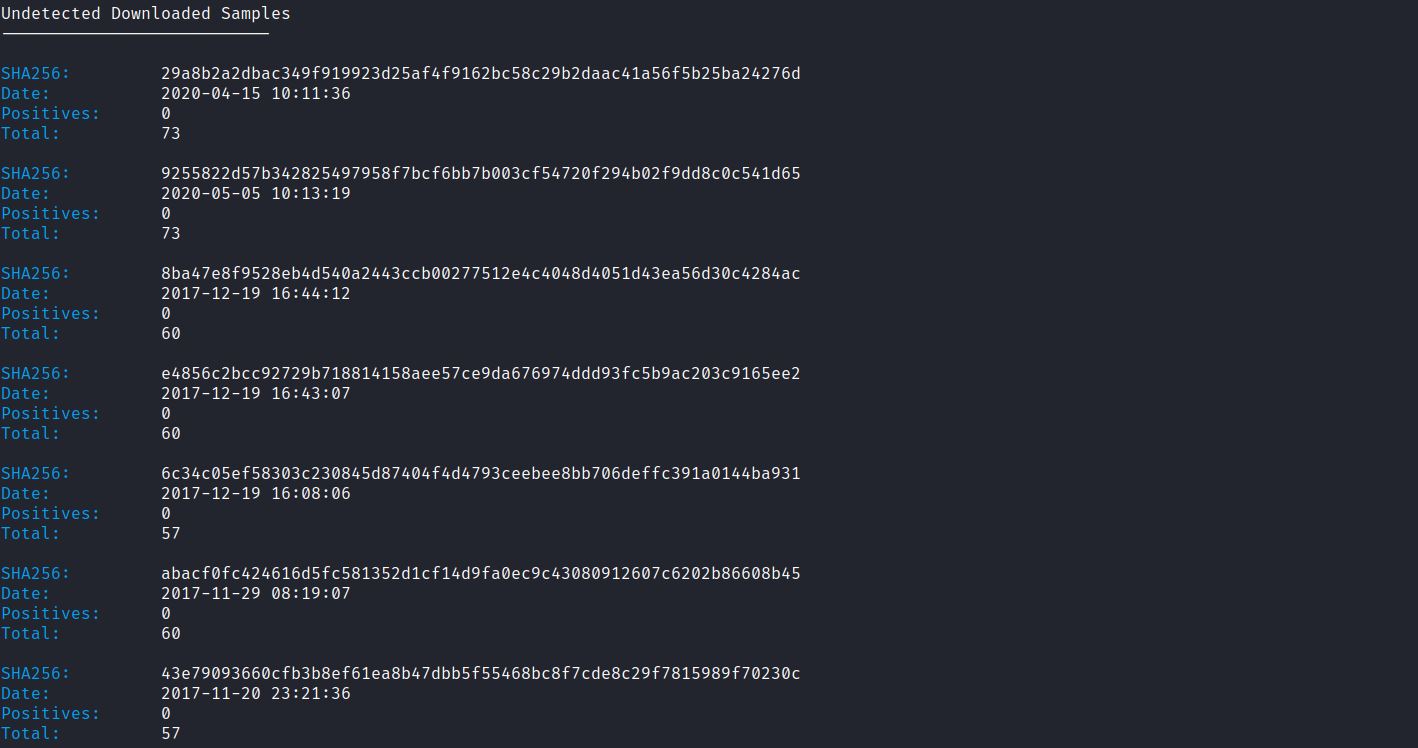 Undetected Downloaded Samples
SHA256: 29a8b2a2dbac349f919923d25af4f9162bc58c29b2daac41a56f5b25ba24276d
Date: 2020-04-15 10:11:36
Positives: 0
Total: 73
SHA256: 9255822d57b342825497958f7bcf6bb7b003cf54720f294b02f9dd8c0c541d65
Date: 2020-05-05 10:13:19
Positives: 0
Total: 73
SHA256: 8ba47e8f9528eb4d540a2443ccb00277512e4c4048d4051d43ea56d30c4284ac
Date: 2017-12-19 16:44:12
Positives: 0
Total: 60
SHA256: e4856c2bcc92729b718814158aee57ce9da676974ddd93fc5b9ac203c9165ee2
Date: 2017-12-19 16:43:07
Positives: 0
Total: 60
SHA256: 6c34c05ef58303c230845d87404f4d4793ceebee8bb706deffc391a0144ba931
Date: 2017-12-19 16:08:06
Positives: 0
Total: 57
SHA256: abacf0fc424616d5fc581352d1cf14d9fa0ec9c43080912607c6202b86608b45
Date: 2017-11-29 08:19:07
Positives: 0
Total: 60
SHA256: 43e79093660cfb3b8ef61ea8b47dbb5f55468bc8f7cde8c29f7815989f70230c
Date: 2017-11-20 23:21:36
Positives: 0
Total: 57